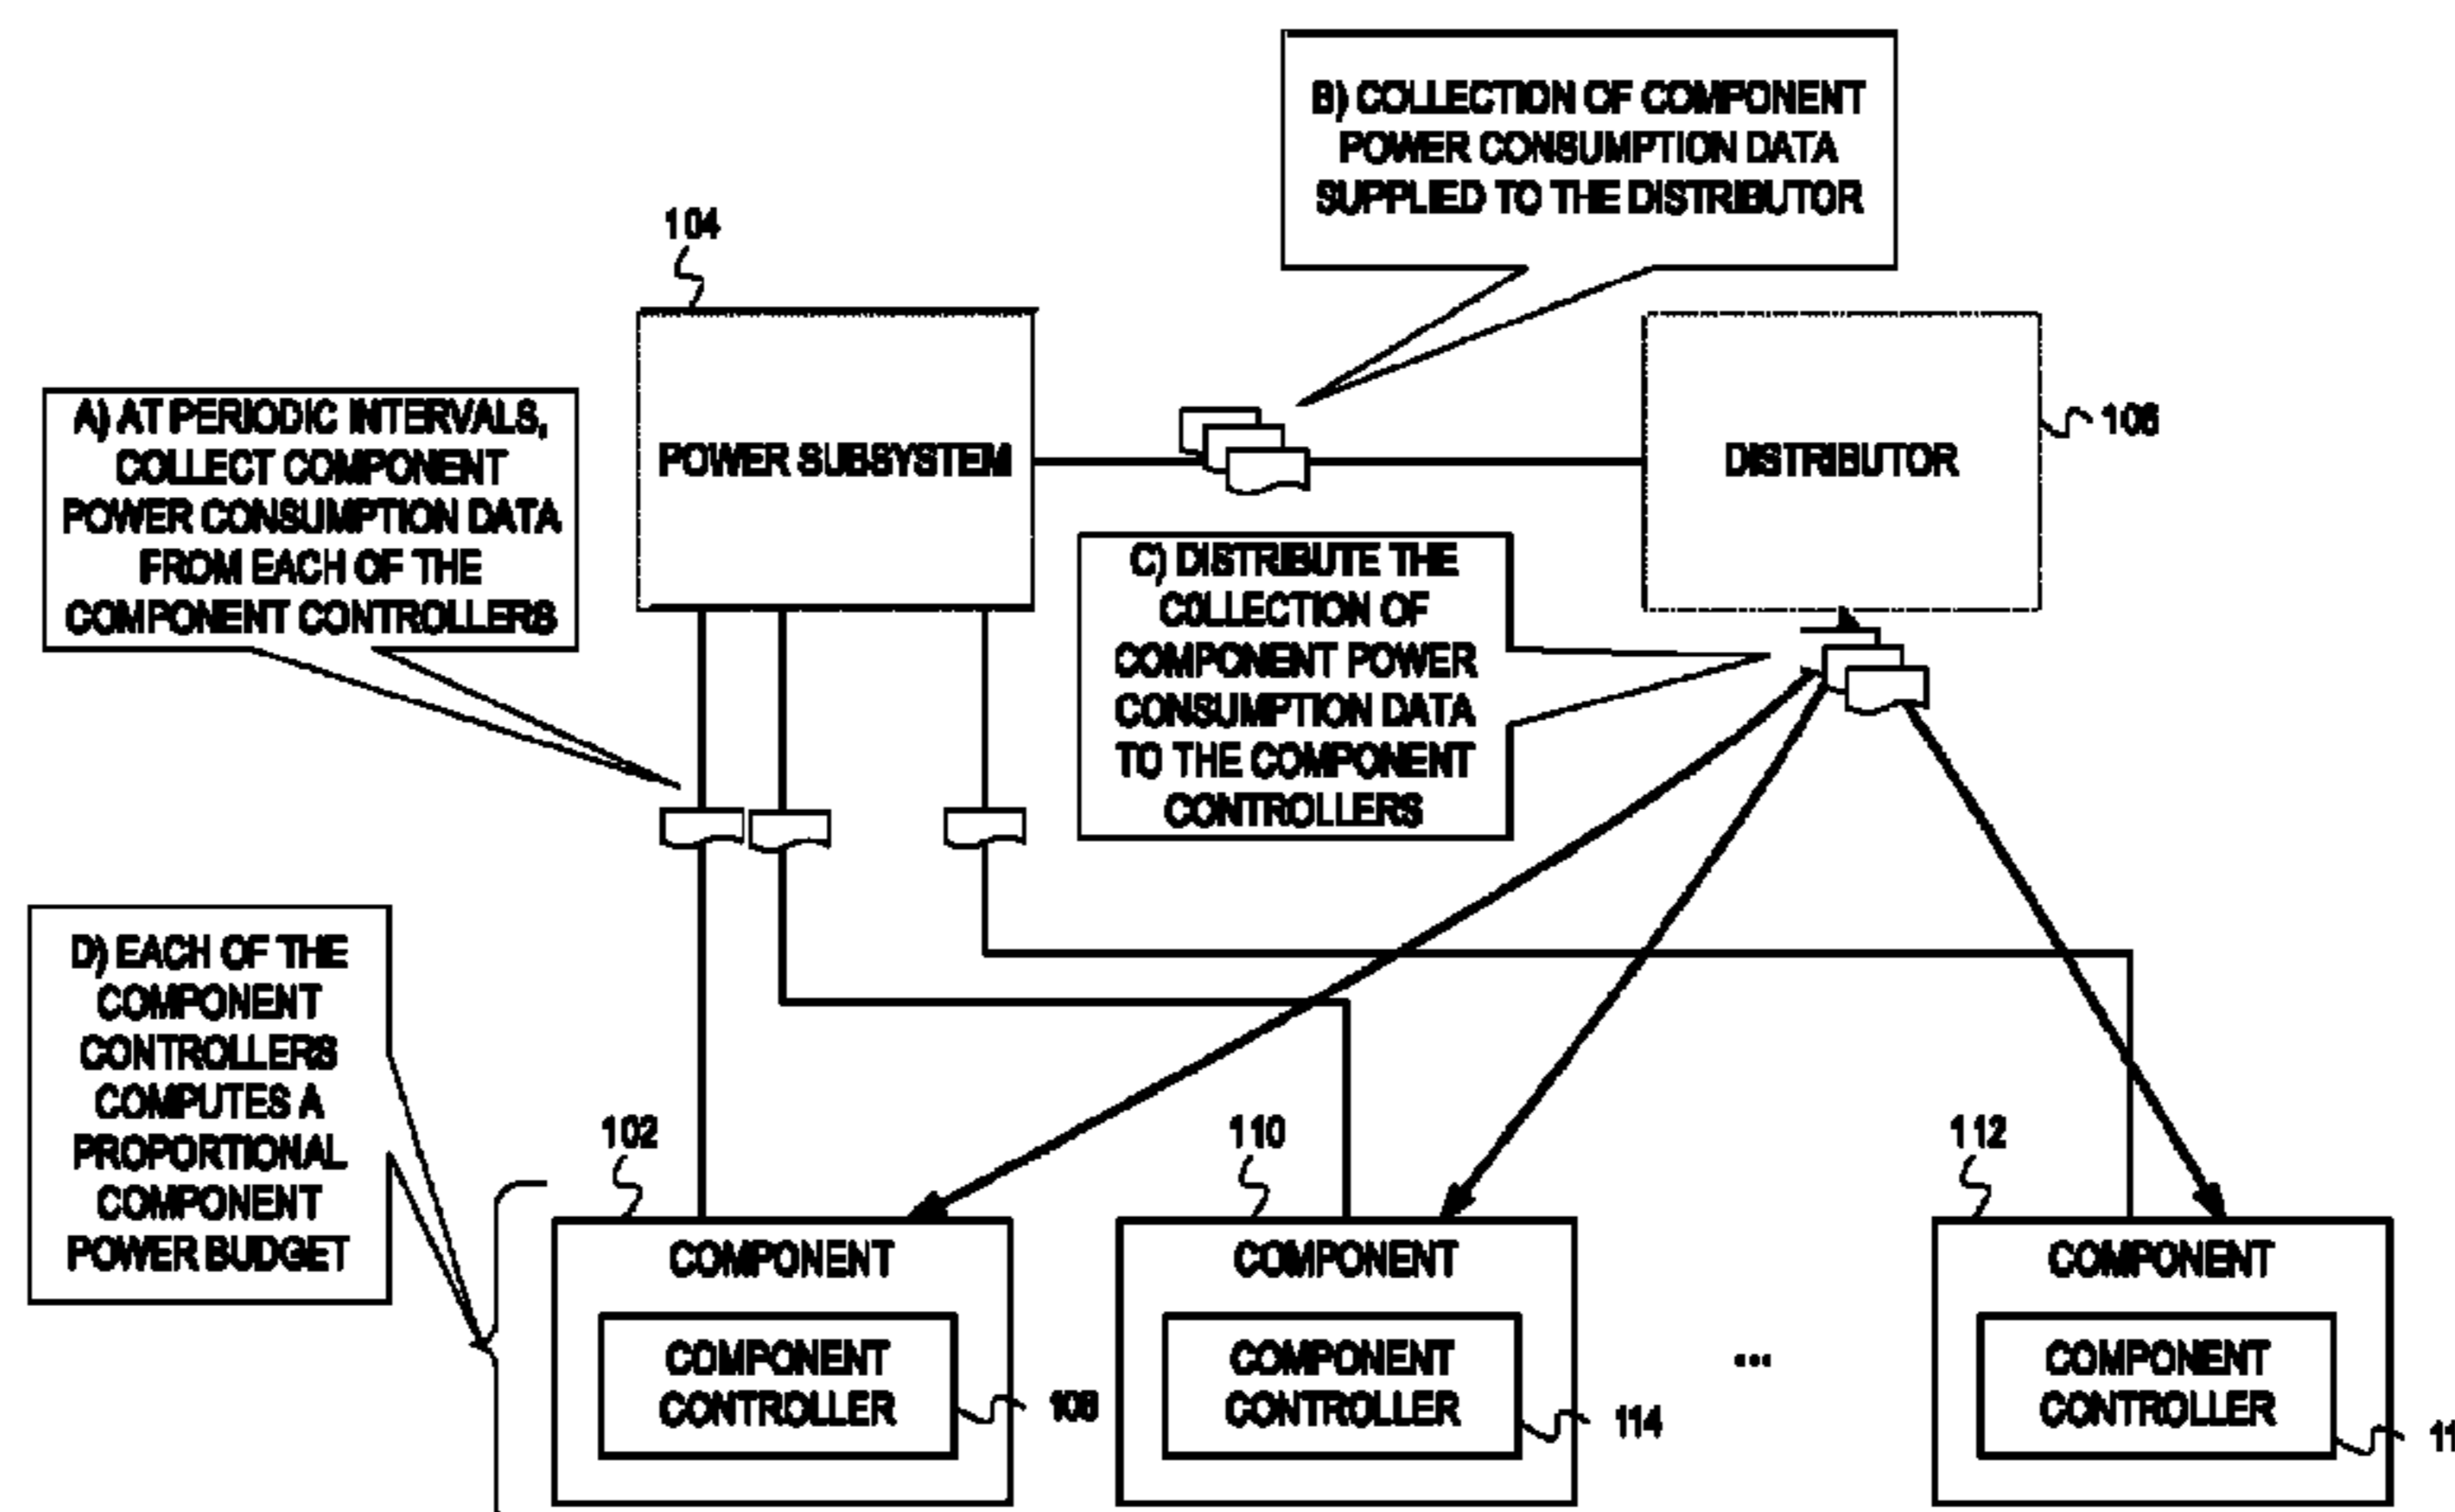 B) COLLECTION OF COMPONENT
POWER CONSUMPTION DATA
SUPPLIED TO THE DISTRIBUTOR
104
A) AT PERIODIC INTERVALS,
COLLECT COMPONENT
POWER CONSUMPTION DATA
FROM EACH OF THE
COMPONENT CONTROLLERS
POWER SUBSYSTEM
DISTRIBUTOR
106
C) DISTRIBUTE THE
COLLECTION OF
COMPONENT POWER
CONSUMPTION DATA
TO THE COMPONENT
CONTROLLERS
D) EACH OF THE
COMPONENT
CONTROLLERS
COMPUTES A
PROPORTIONAL
COMPONENT
POWER BUDGET
102
110
112
COMPONENT
COMPONENT
CONTROLLER
COMPONENT
COMPONENT
CONTROLLER
114
...
COMPONENT
COMPONENT
CONTROLLER